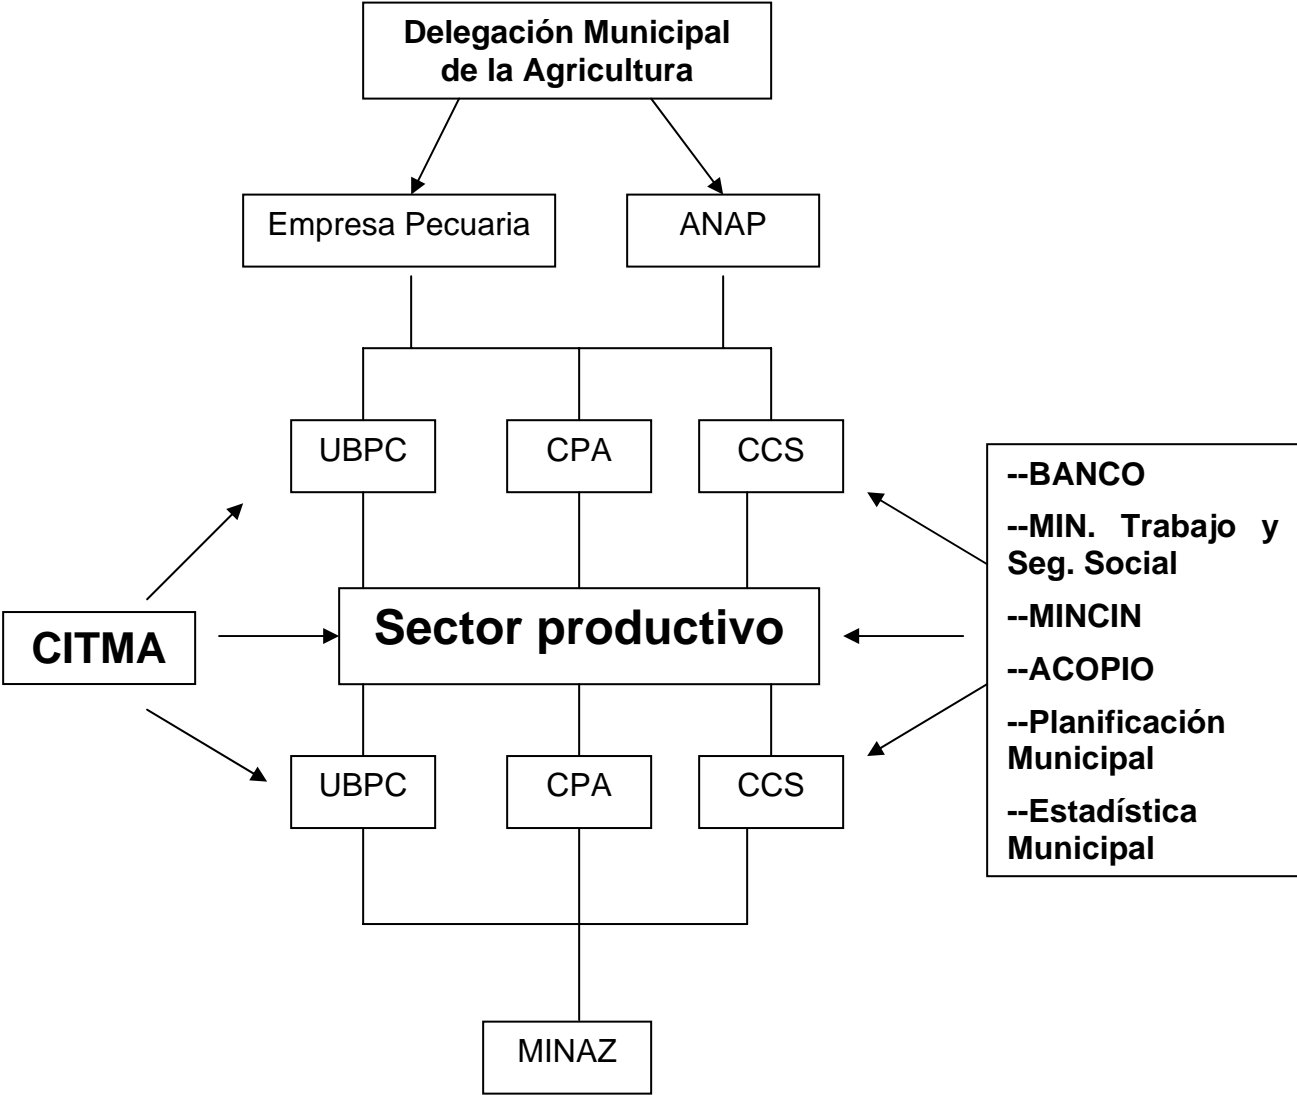 Delegación Municipal
de la Agricultura
Empresa Pecuaria
ANAP
UBPC
CPA
CCS
CITMA
Sector productivo
--BANCO
--MIN. Trabajo y
Seg. Social
--MINCIN
--ACOPIO
--Planificación
Municipal
--Estadística
Municipal
UBPC
CPA
CCS
MINAZ